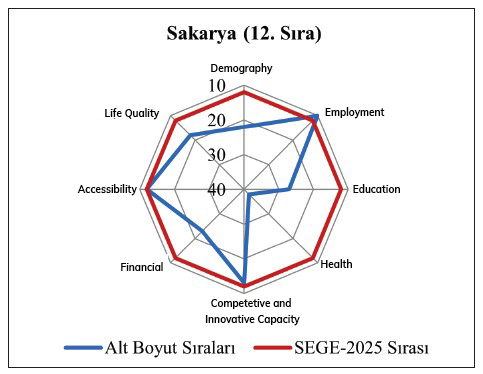 Sakarya (12. Sıra)
Demography
10
Life Quality
Employment
20
30
Accessibility
40
Education
Financial
Health
Competetive and
Innovative Capacity
Alt Boyut Sıraları
SEGE-2025 Sırası